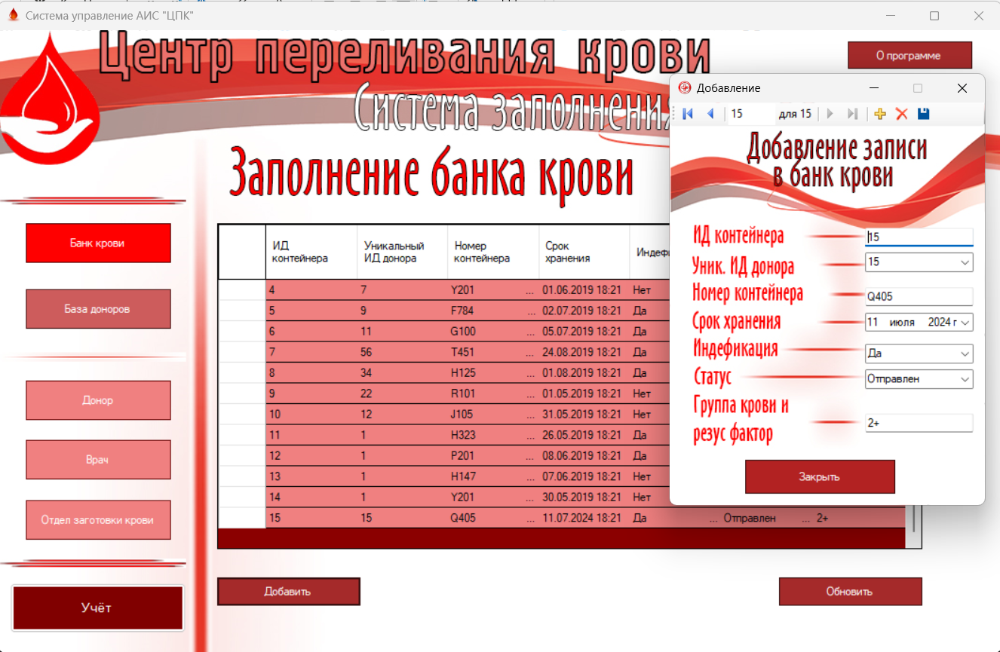 Система управление АИС "ЦПК"
Центр переливания крови
О программе
Система заполнения
Заполнение банка крови
Банк крови
База доноров
Донор
Врач
Отдел заготовки крови
Учёт
ИД контейнера Уникальный ИД донора Номер контейнера Срок хранения
4 7 Y201 ... 01.06.2019 18:21 Нет
5 9 F784 ... 02.07.2019 18:21 Да
6 11 G100 ... 05.07.2019 18:21 Да
7 56 T451 ... 24.08.2019 18:21 Да
8 34 H125 ... 01.08.2019 18:21 Да
9 22 R101 ... 01.05.2019 18:21 Нет
10 12 J105 ... 31.05.2019 18:21 Нет
11 1 H323 ... 26.05.2019 18:21 Да
12 1 P201 ... 08.06.2019 18:21 Да
13 1 H147 ... 07.06.2019 18:21 Нет
14 1 Y201 ... 30.05.2019 18:21 Нет
15 15 Q405 ... 11.07.2024 18:21 Да ... Отправлен ... 2+
Добавить
Обновить
Добавление
15 для 15
Добавление записи
в банк крови
ИД контейнера 15
Уник. ИД донора 15
Номер контейнера Q405
Срок хранения 11 июля 2024 г
Индефикация Да
Статус Отправлен
Группа крови и
резус фактор 2+
Закрыть